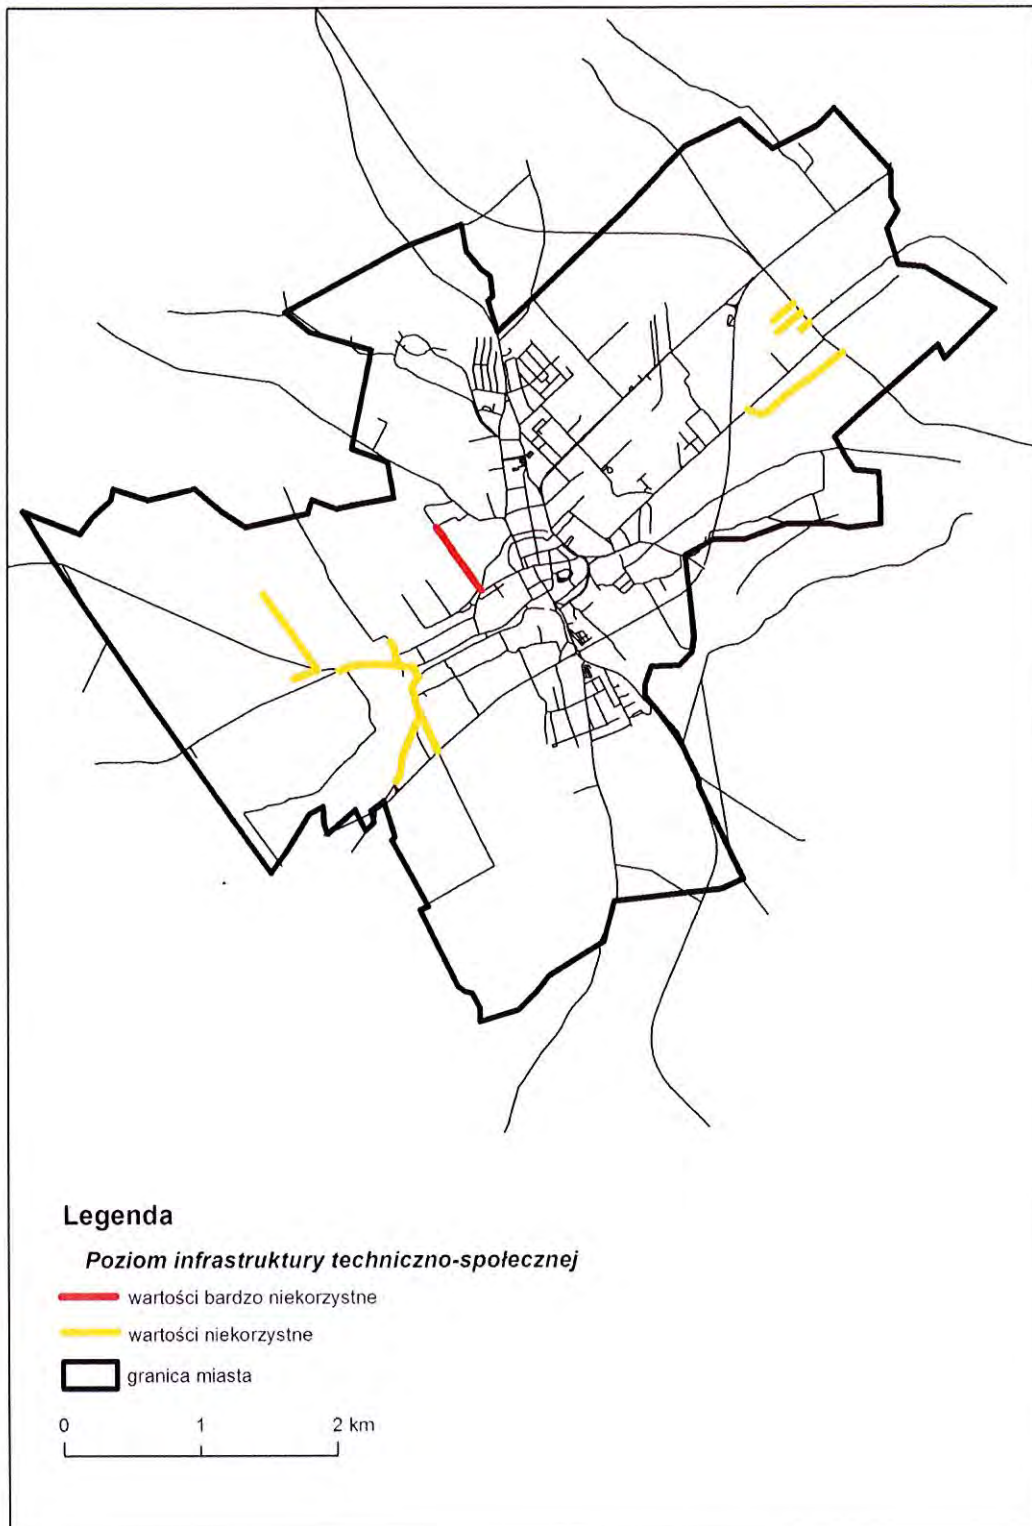 Legenda
Poziom infrastruktury techniczno-społecznej
wartości bardzo niekorzystne
wartości niekorzystne
granica miasta
0 1 2 km